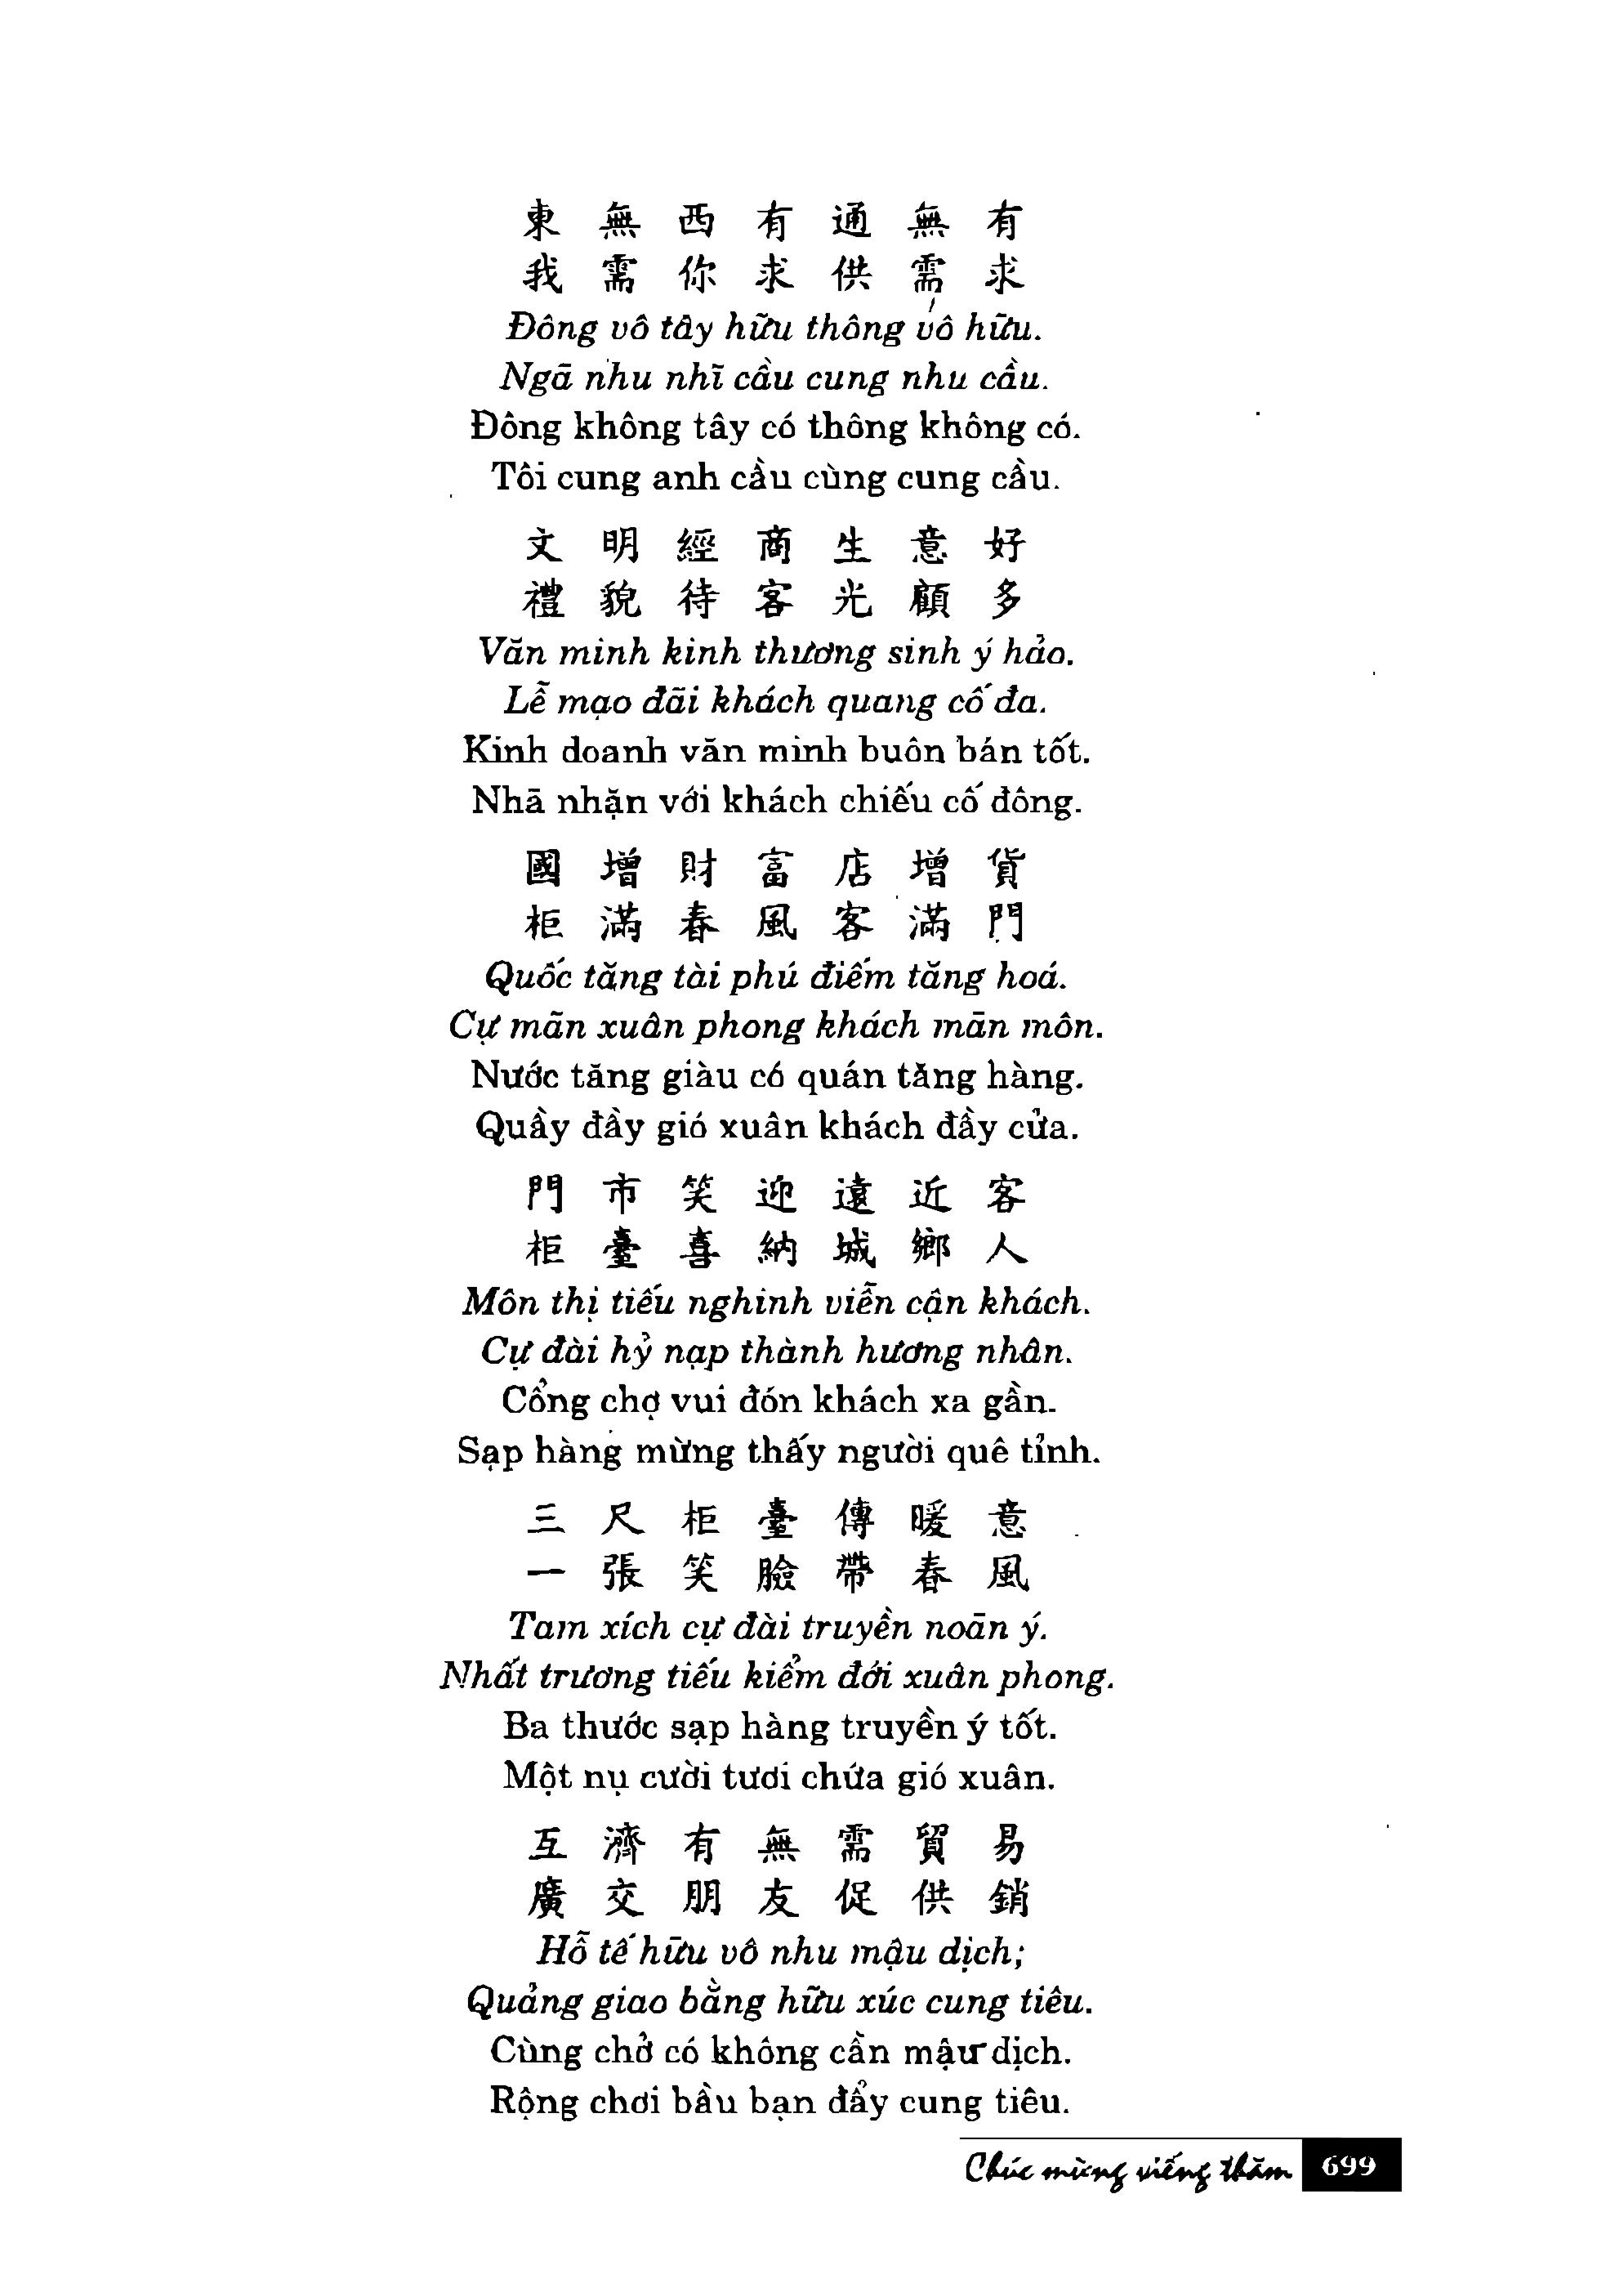 東無西有通無有
我需你求供需求
Đông vô tây hữu thông vô hữu.
Ngã nhu nhĩ cầu cung nhu cầu.
Đông không tây có thông không có.
Tôi cung anh cầu cùng cung cầu.
文明經商生意好
禮貌待客光顧多
Văn minh kinh thương sinh ý hảo.
Lễ mạo đãi khách quang cố đa.
Kinh doanh văn minh buôn bán tốt.
Nhã nhặn với khách chiếu cố đông.
國增財富店增貨
柜滿春風客滿門
Quốc tăng tài phú điếm tăng hoá.
Cự mãn xuân phong khách mãn môn.
Nước tăng giàu có quán tăng hàng.
Quầy đầy gió xuân khách đầy cửa.
門市笑迎遠近客
柜臺喜納城鄉人
Môn thị tiếu nghinh viễn cận khách.
Cự đài hỷ nạp thành hương nhân.
Cổng chợ vui đón khách xa gần.
Sạp hàng mừng thấy người quê tỉnh.
三尺柜臺傳暖意
一張笑臉帶春風
Tam xích cự đài truyền noãn ý.
Nhất trương tiếu kiểm đới xuân phong.
Ba thước sạp hàng truyền ý tốt.
Một nụ cười tươi chứa gió xuân.
互濟有無需貿易
廣交朋友促供銷
Hỗ tế hữu vô nhu mậu dịch;
Quảng giao bằng hữu xúc cung tiêu.
Cùng chở có không cần mậu dịch.
Rộng chơi bầu bạn đẩy cung tiêu.
Chúc mừng viếng thăm 699